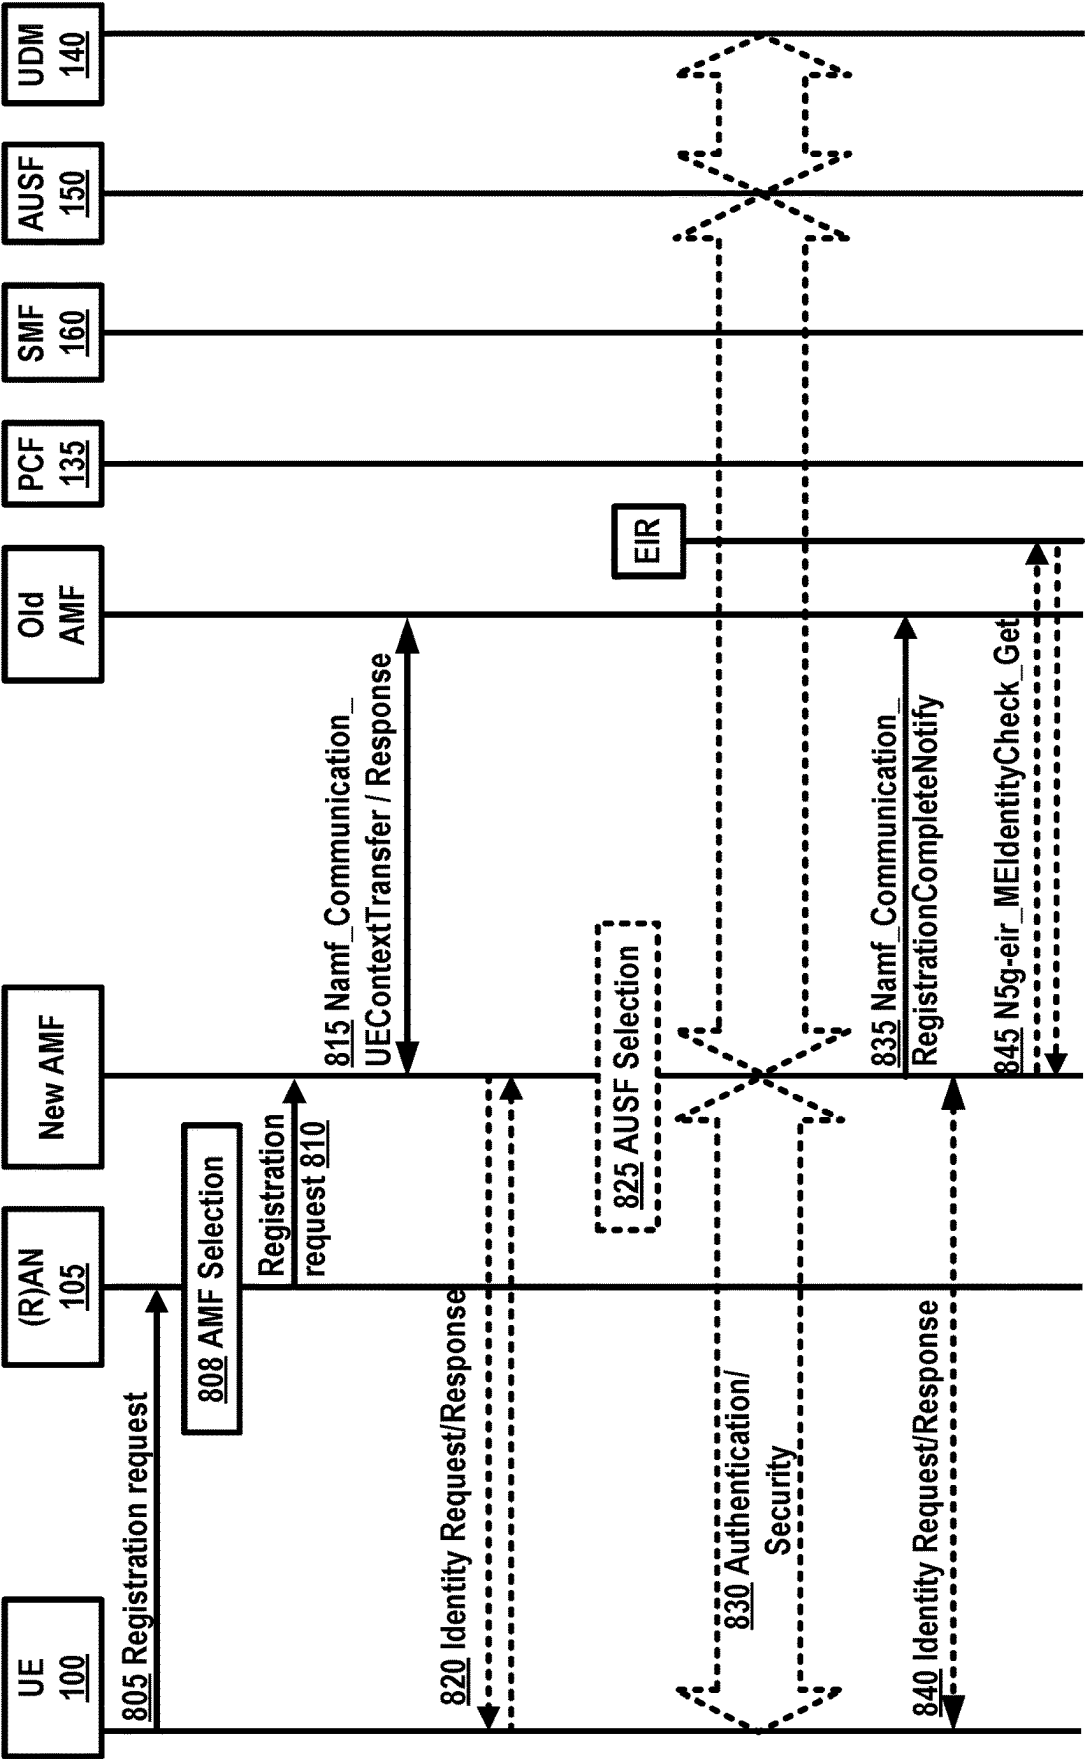 UE
100
(R)AN
105
New AMF
Old
AMF
PCF
135
SMF
160
AUSF
150
UDM
140
805 Registration request
808 AMF Selection
Registration
request 810
815 Namf_Communication_
UEContextTransfer / Response
820 Identity Request/Response
825 AUSF Selection
EIR
830 Authentication/
Security
835 Namf_Communication_
RegistrationCompleteNotify
840 Identity Request/Response
845 N5g-eir_MEIdentityCheck_Get